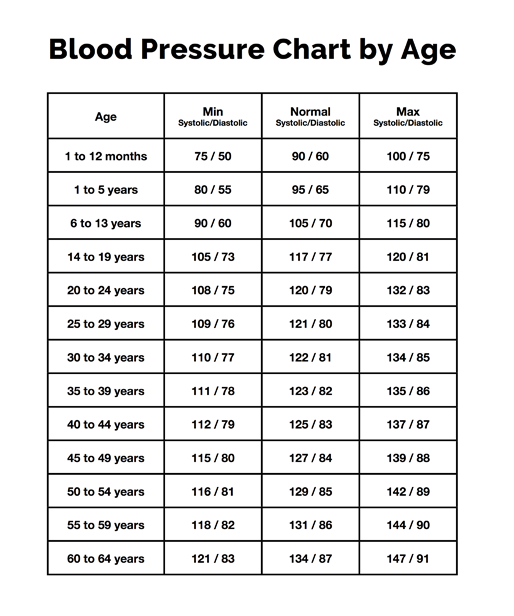 Blood Pressure Chart by Age
Age Min Normal Max
Systolic/Diastolic Systolic/Diastolic Systolic/Diastolic
1 to 12 months 75 / 50 90 / 60 100 / 75
1 to 5 years 80 / 55 95 / 65 110 / 79
6 to 13 years 90 / 60 105 / 70 115 / 80
14 to 19 years 105 / 73 117 / 77 120 / 81
20 to 24 years 108 / 75 120 / 79 132 / 83
25 to 29 years 109 / 76 121 / 80 133 / 84
30 to 34 years 110 / 77 122 / 81 134 / 85
35 to 39 years 111 / 78 123 / 82 135 / 86
40 to 44 years 112 / 79 125 / 83 137 / 87
45 to 49 years 115 / 80 127 / 84 139 / 88
50 to 54 years 116 / 81 129 / 85 142 / 89
55 to 59 years 118 / 82 131 / 86 144 / 90
60 to 64 years 121 / 83 134 / 87 147 / 91